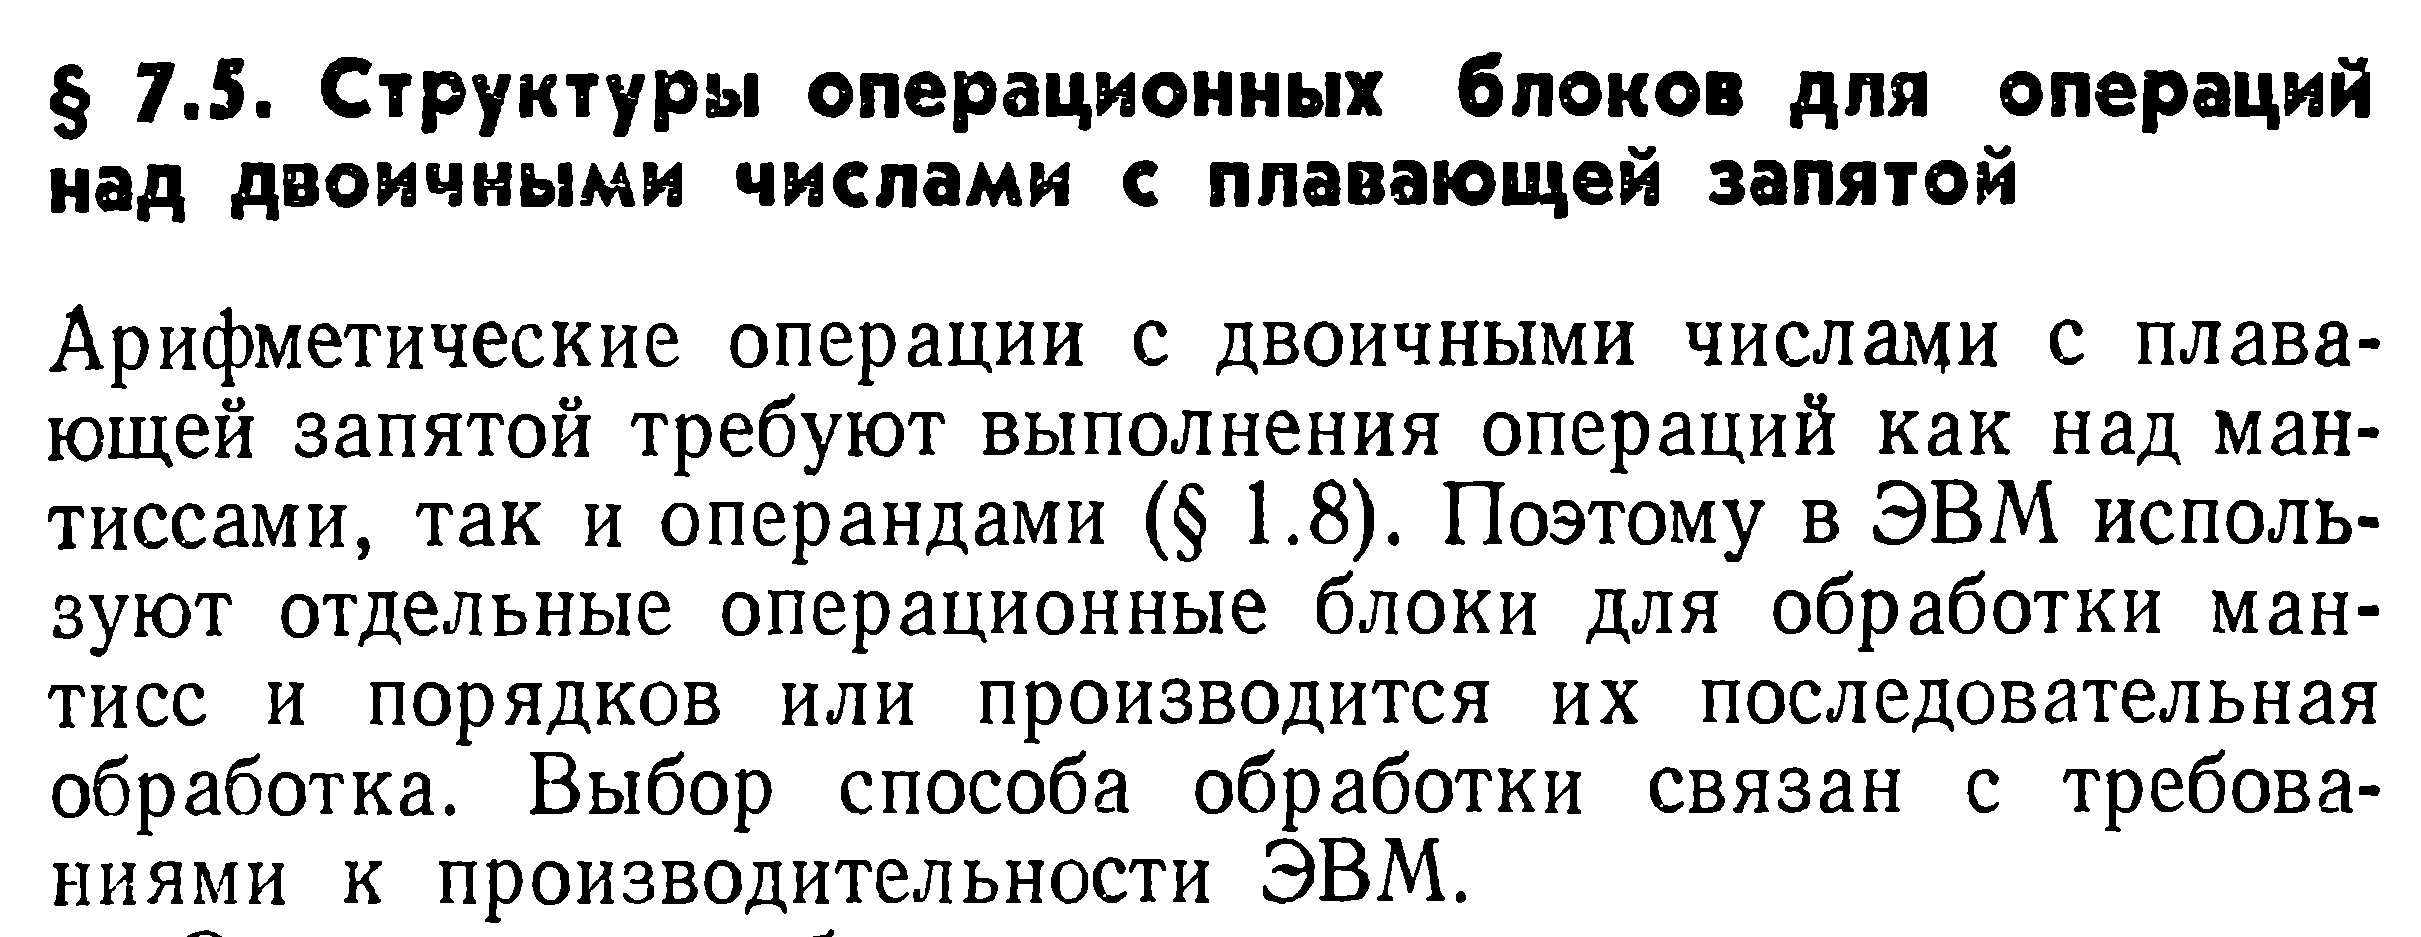 § 7.5. Структуры операционных блоков для операций
над двоичными числами с плавающей запятой
Арифметические операции с двоичными числами с плава-
ющей запятой требуют выполнения операций как над ман-
тиссами, так и операндами (§ 1.8). Поэтому в ЭВМ исполь-
зуют отдельные операционные блоки для обработки ман-
тисс и порядков или производится их последовательная
обработка. Выбор способа обработки связан с требова-
ниями к производительности ЭВМ.